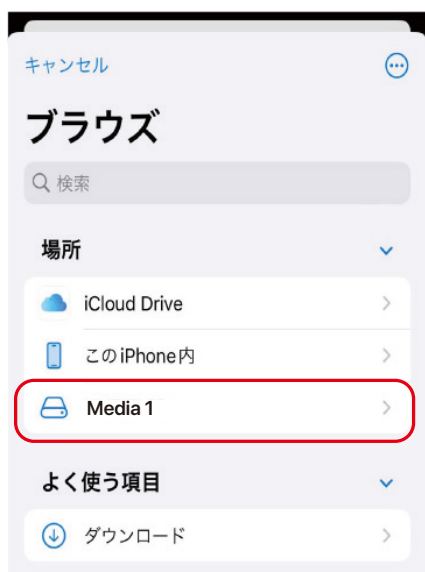 キャンセル
ブラウズ
検索
場所
iCloud Drive
このiPhone内
Media 1
よく使う項目
ダウンロード